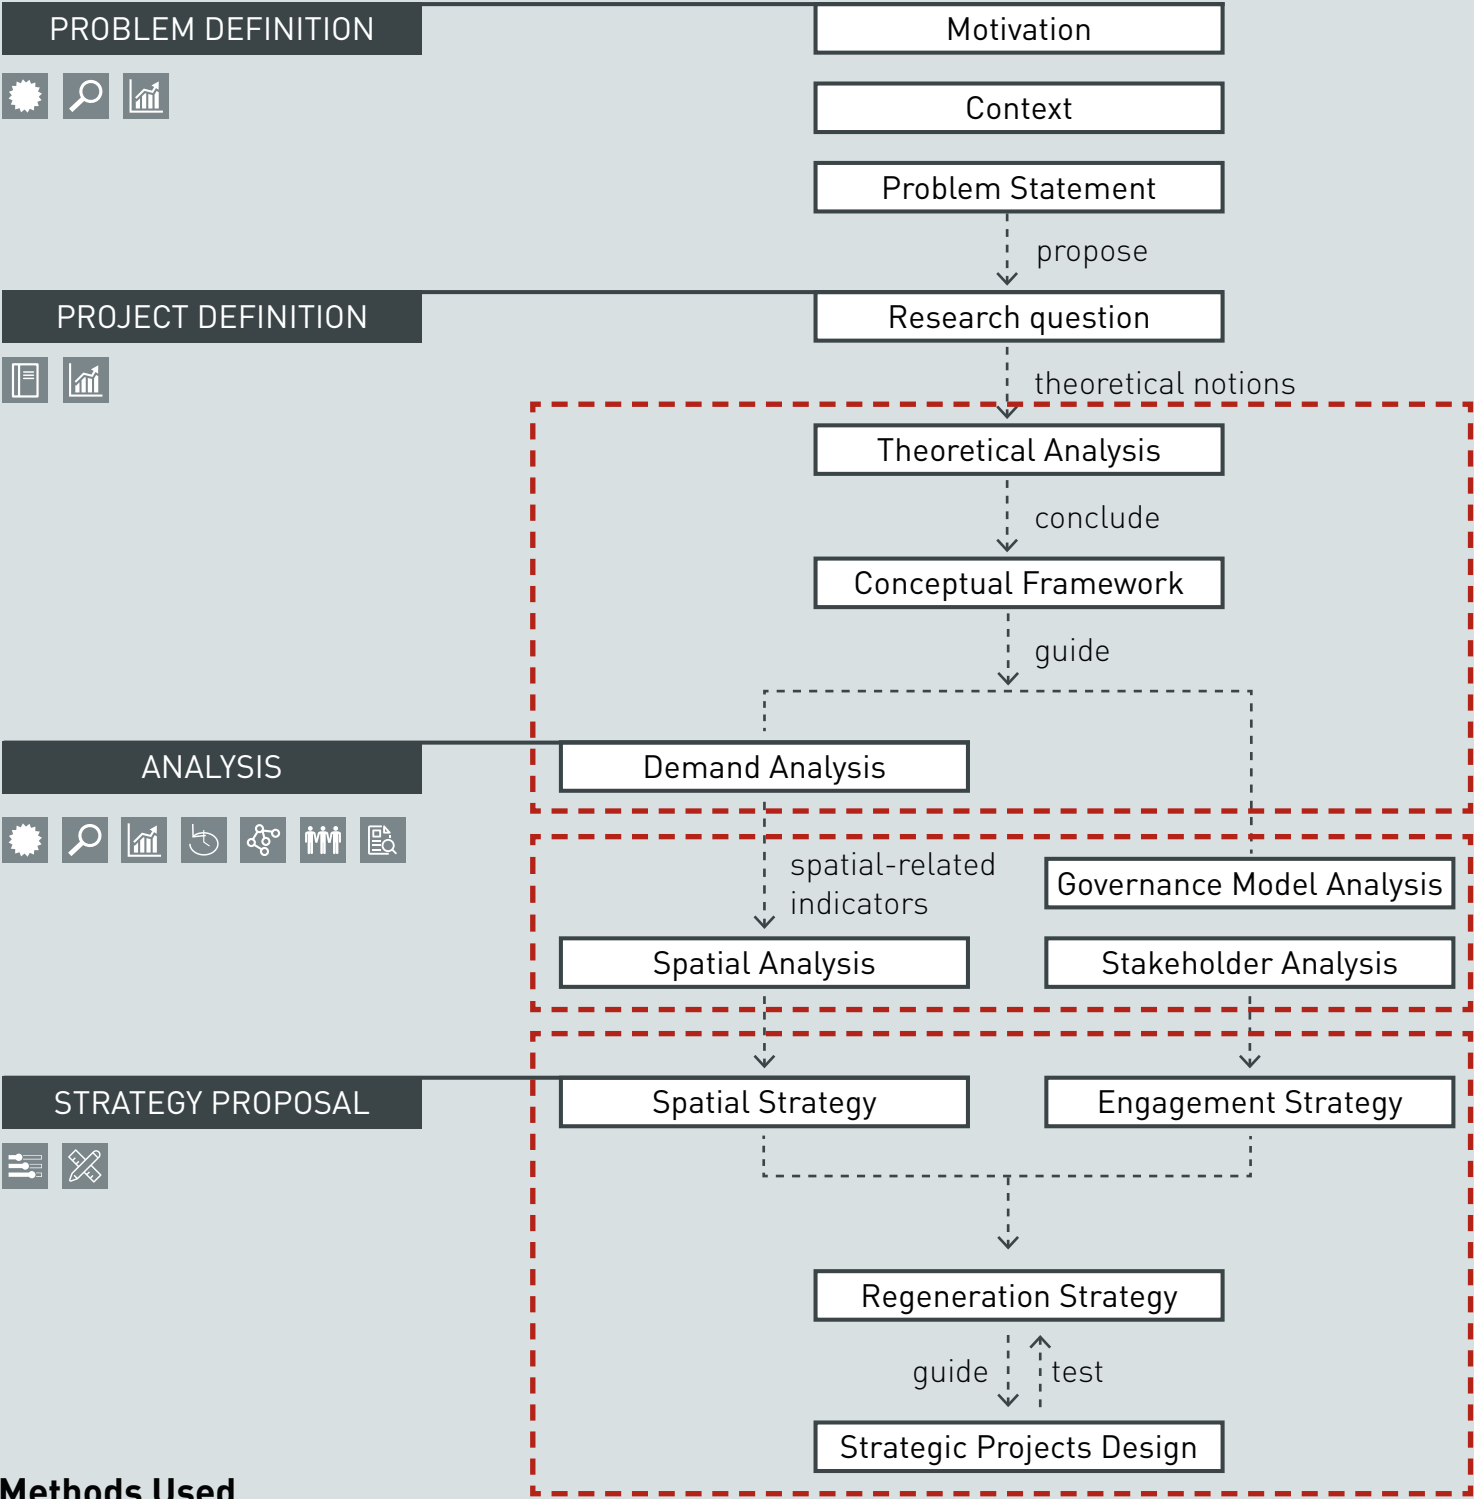 PROBLEM DEFINITION
Motivation
Context
Problem Statement
propose
PROJECT DEFINITION
Research question
theoretical notions
Theoretical Analysis
conclude
Conceptual Framework
guide
ANALYSIS
Demand Analysis
spatial-related
indicators
Governance Model Analysis
Spatial Analysis
Stakeholder Analysis
STRATEGY PROPOSAL
Spatial Strategy
Engagement Strategy
Regeneration Strategy
guide
test
Strategic Projects Design
Methods Used